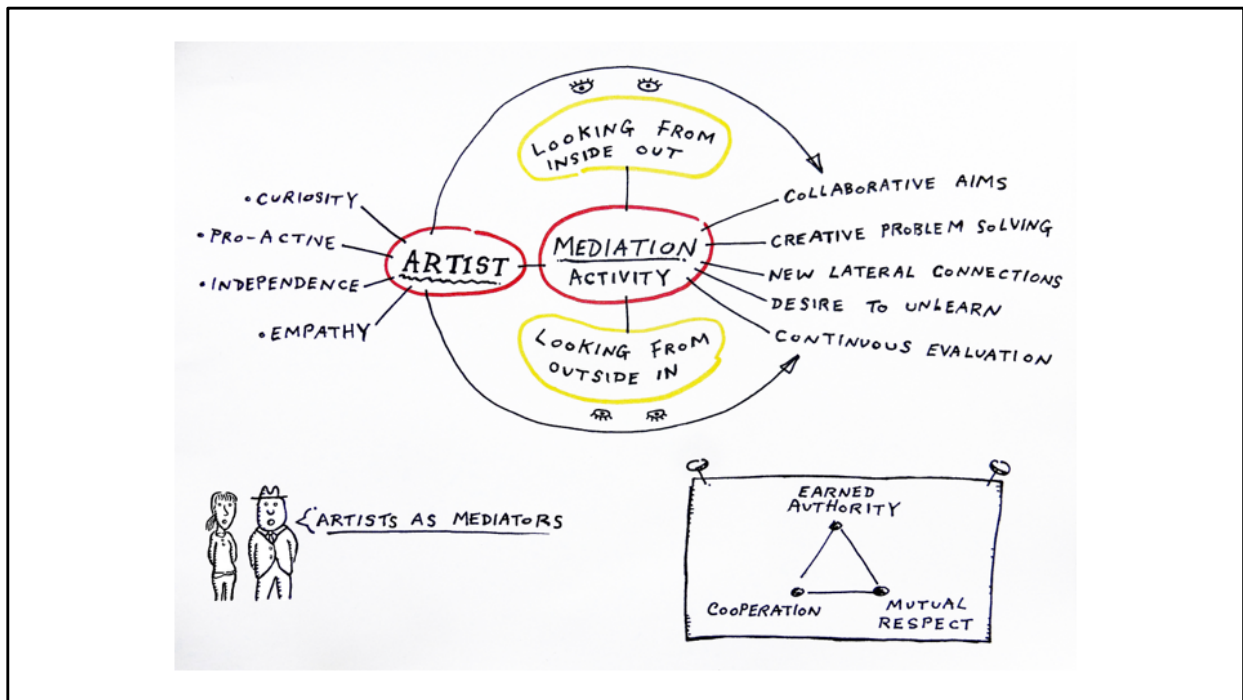 LOOKING FROM
INSIDE OUT
• CURIOSITY
• PRO-ACTIVE
• INDEPENDENCE
• EMPATHY
ARTIST
MEDIATION
ACTIVITY
COLLABORATIVE AIMS
CREATIVE PROBLEM SOLVING
NEW LATERAL CONNECTIONS
DESIRE TO UNLEARN
CONTINUOUS EVALUATION
LOOKING FROM
OUTSIDE IN
ARTISTS AS MEDIATORS
EARNED
AUTHORITY
COOPERATION
MUTUAL
RESPECT